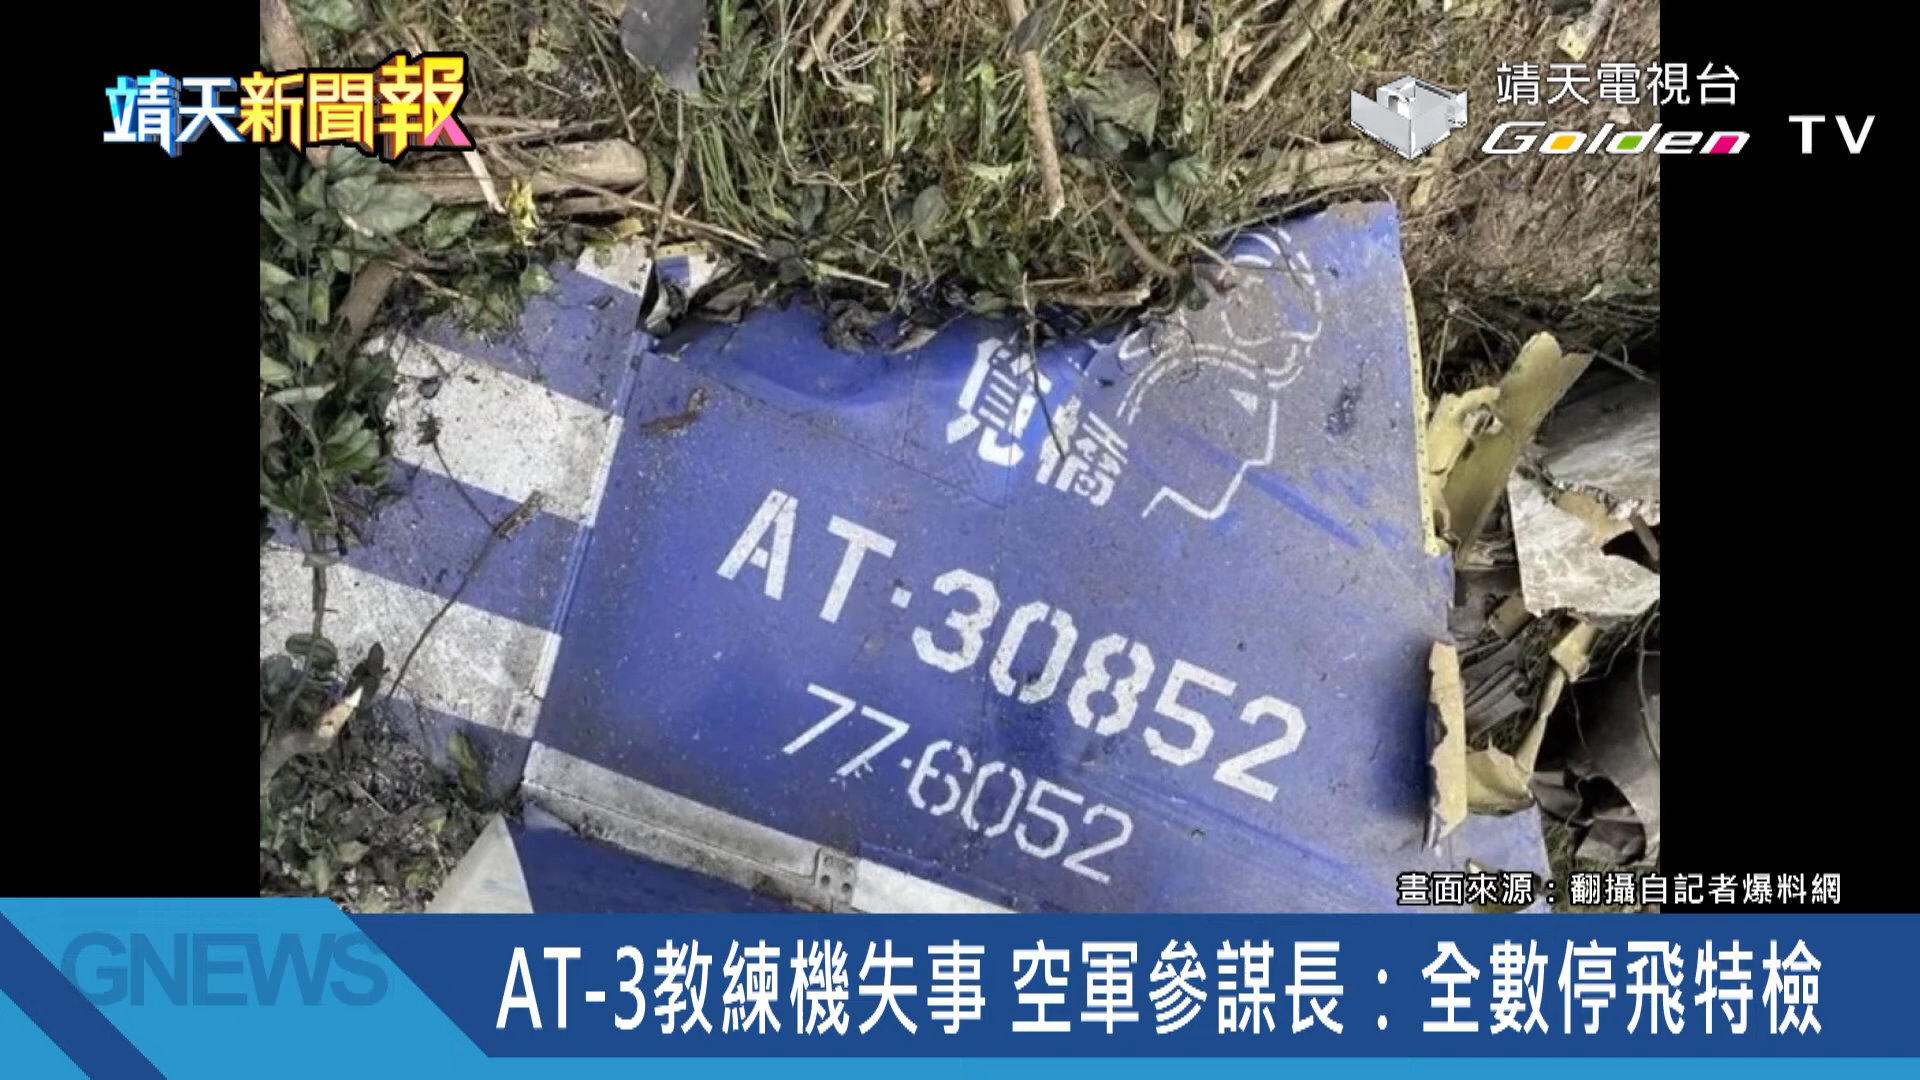 靖天新聞報
靖天電視台
Golden TV
筧橋
AT·30852
77·6052
畫面來源：翻攝自記者爆料網
GNEWS
AT-3教練機失事 空軍參謀長：全數停飛特檢